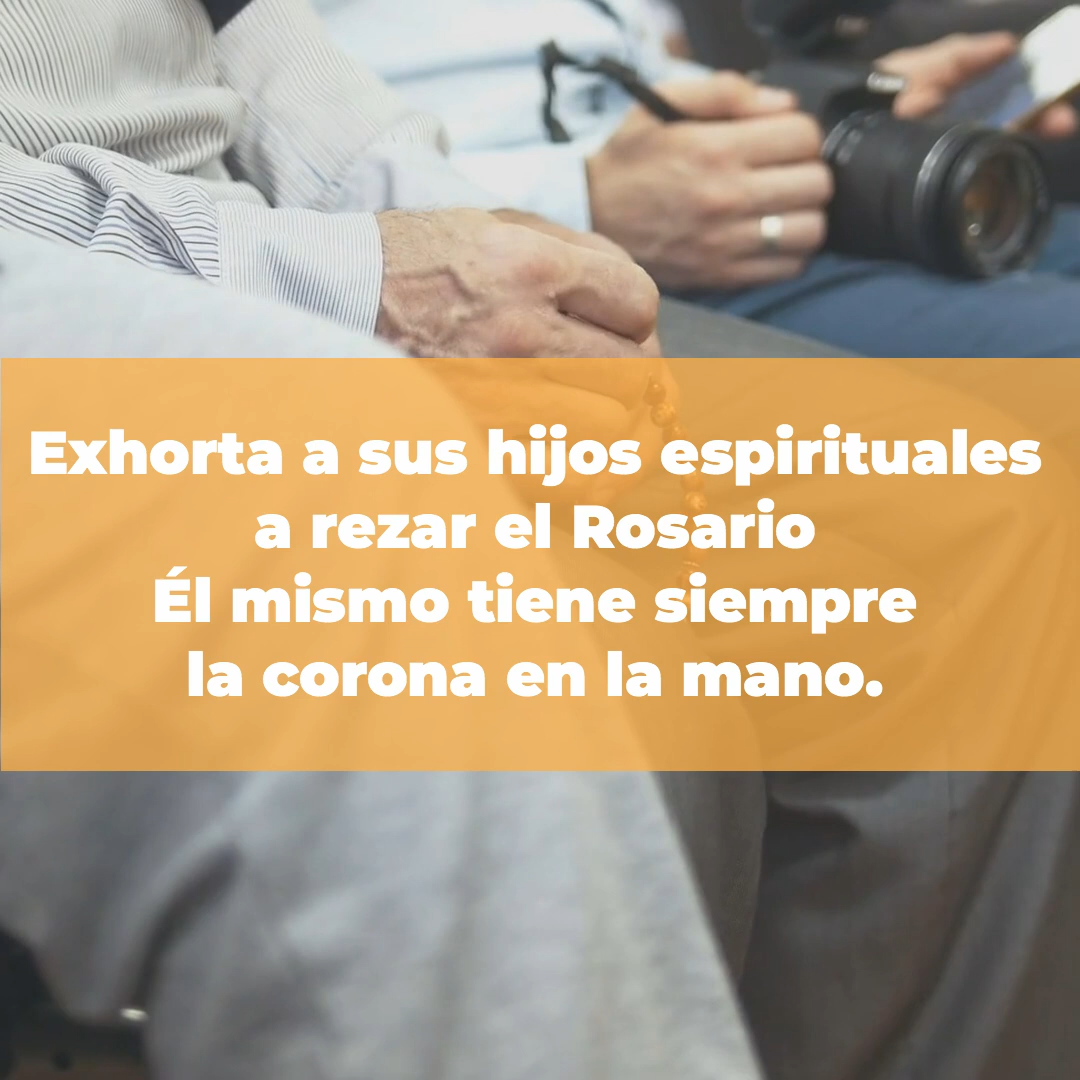 Exhorta a sus hijos espirituales
a rezar el Rosario
Él mismo tiene siempre
la corona en la mano.